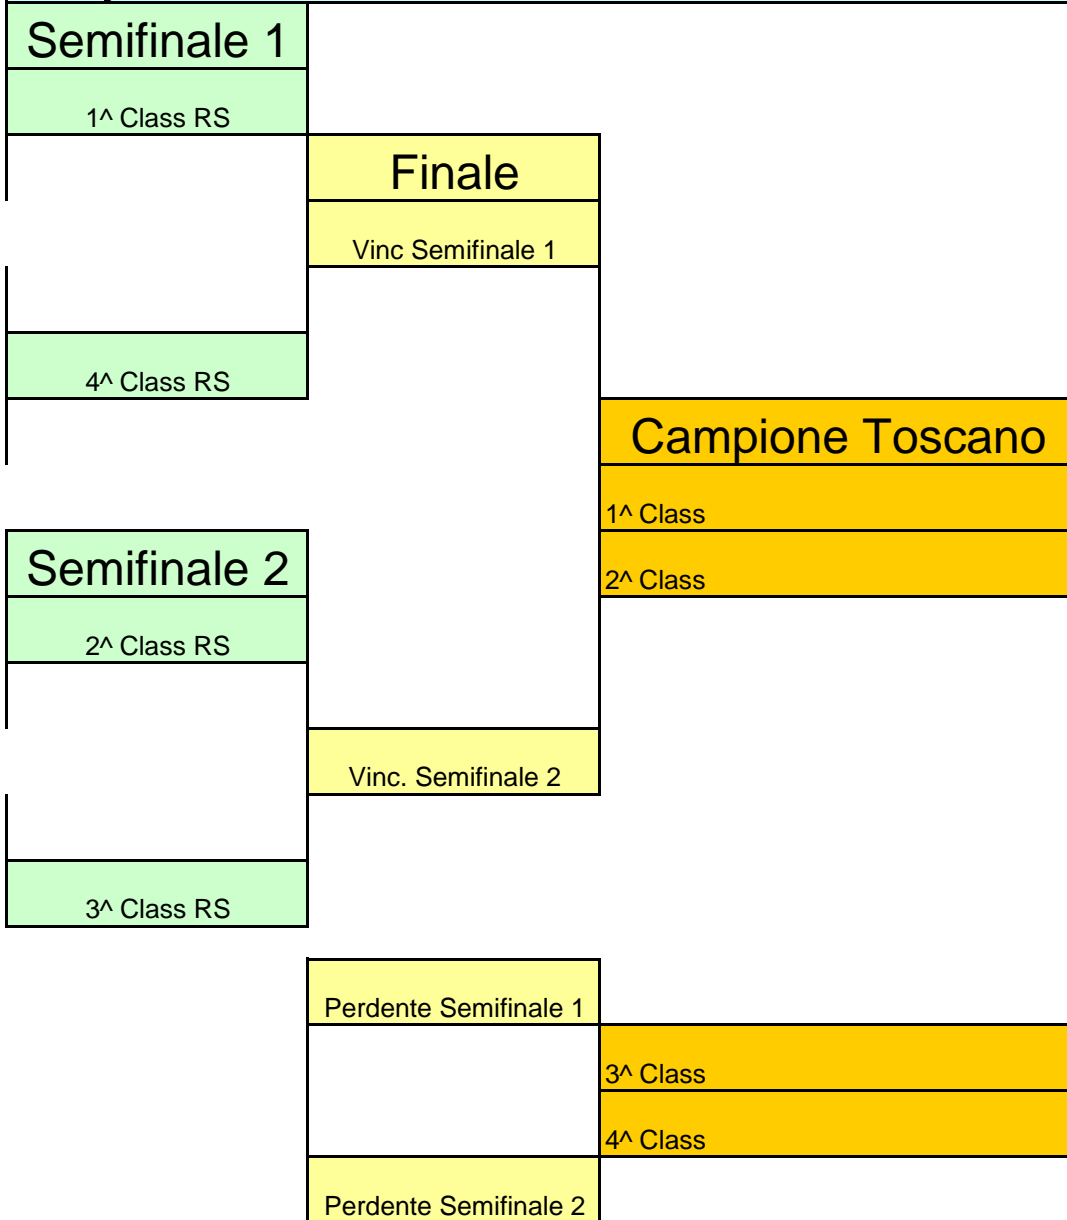 Semifinale 1
1^ Class RS
Finale
Vinc Semifinale 1
4^ Class RS
Campione Toscano
1^ Class
2^ Class
Semifinale 2
2^ Class RS
Vinc. Semifinale 2
3^ Class RS
Perdente Semifinale 1
3^ Class
4^ Class
Perdente Semifinale 2